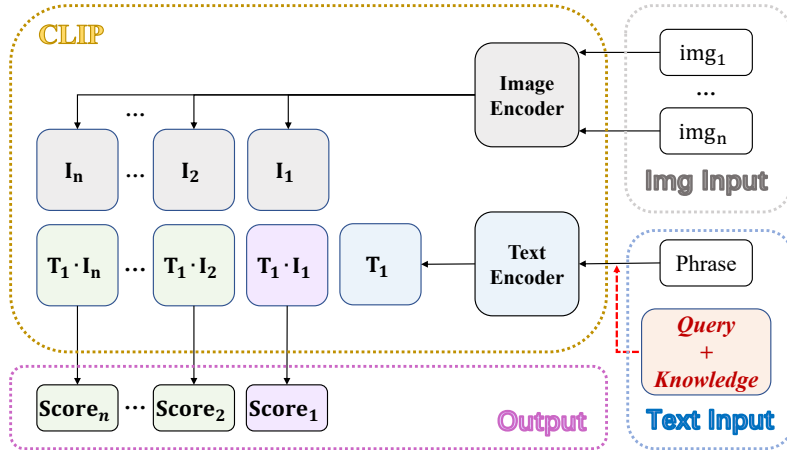 CLIP
Image
Encoder
img₁
...
imgₙ
Img Input
...
Iₙ
...
I₂
I₁
T₁ · Iₙ
...
T₁ · I₂
T₁ · I₁
T₁
Text
Encoder
Phrase
Query
+
Knowledge
Text Input
Scoreₙ
...
Score₂
Score₁
Output